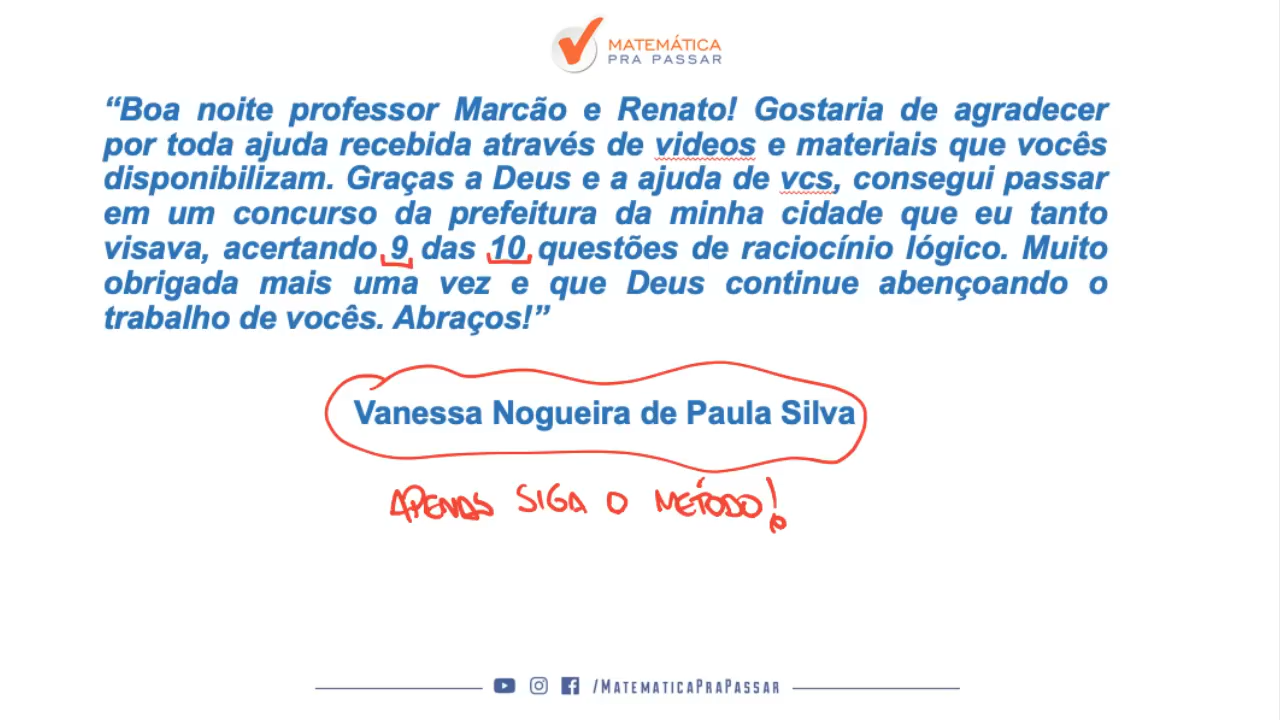 MATEMÁTICA
PRA PASSAR
“Boa noite professor Marcão e Renato! Gostaria de agradecer
por toda ajuda recebida através de videos e materiais que vocês
disponibilizam. Graças a Deus e a ajuda de vcs, consegui passar
em um concurso da prefeitura da minha cidade que eu tanto
visava, acertando 9 das 10 questões de raciocínio lógico. Muito
obrigada mais uma vez e que Deus continue abençoando o
trabalho de vocês. Abraços!”
Vanessa Nogueira de Paula Silva
APENAS SIGA O MÉTODO!
/MATEMATICAPRAPASSAR